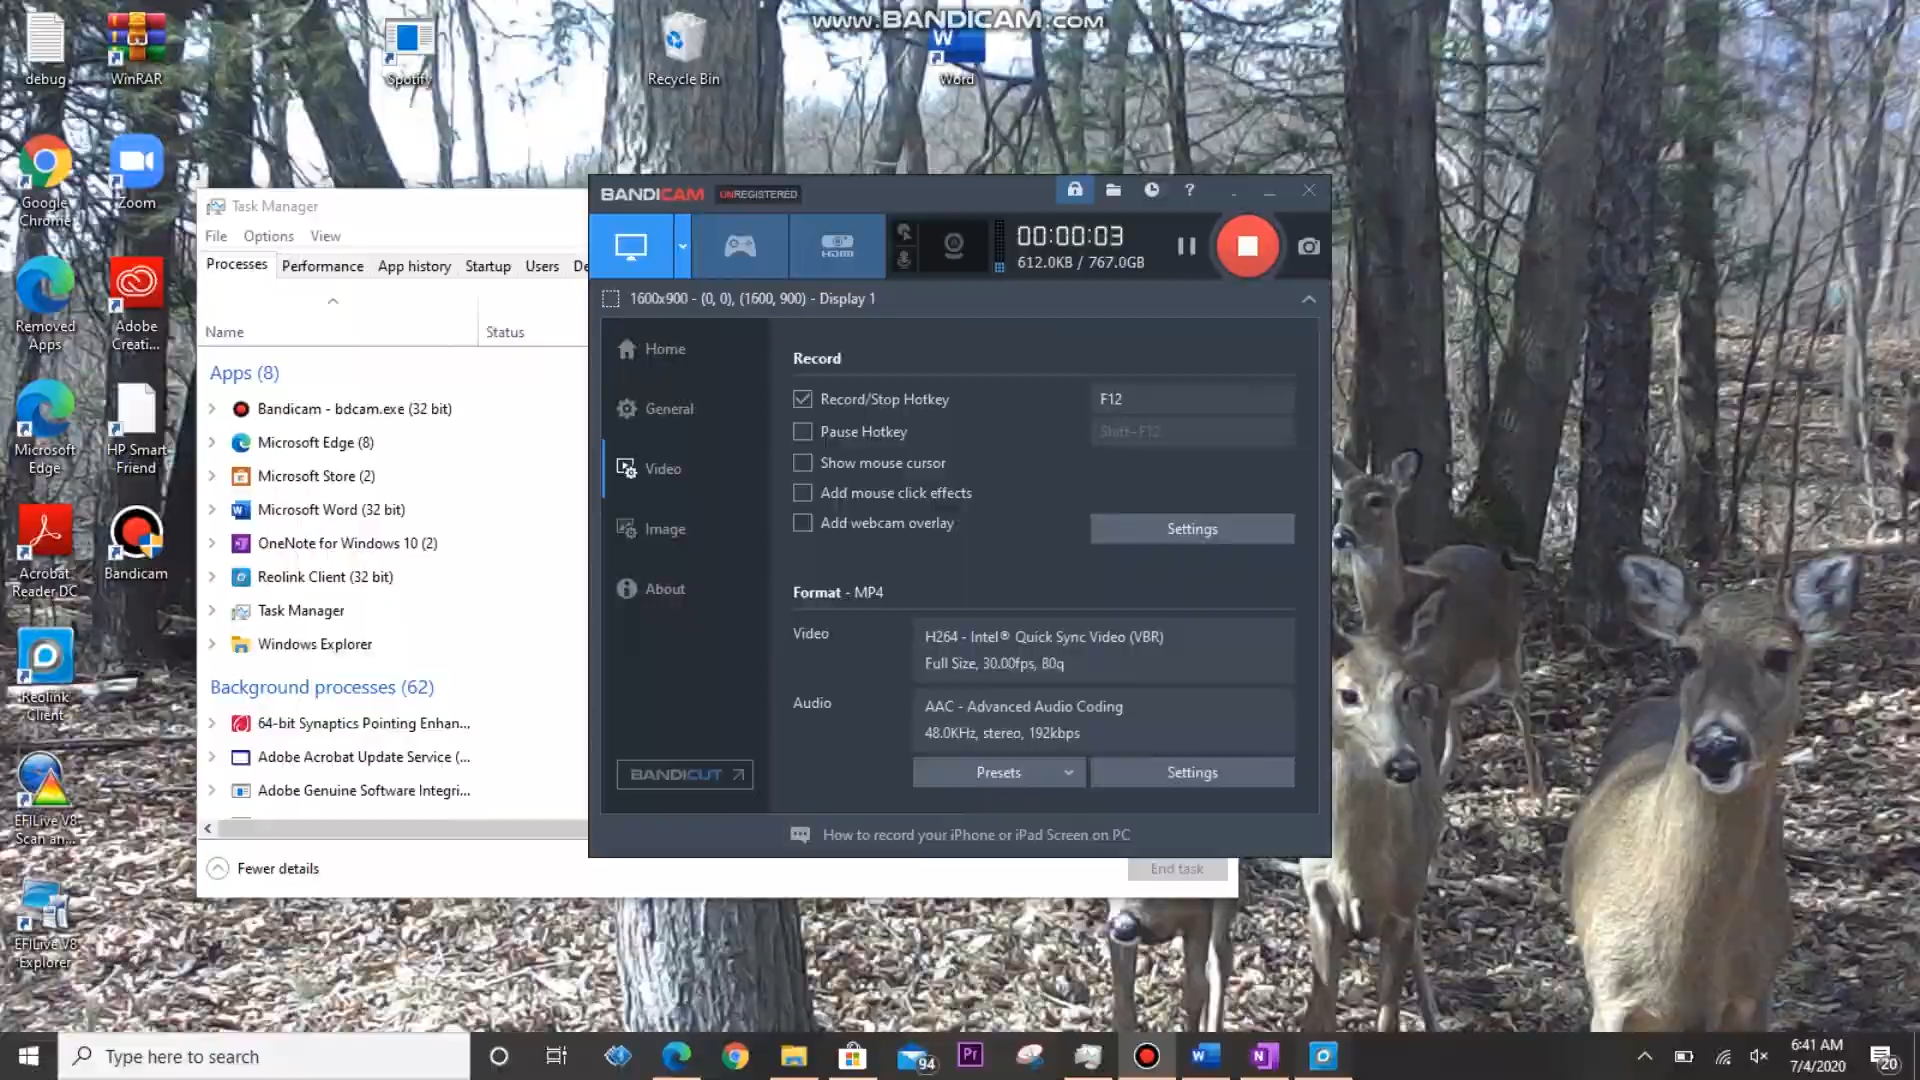 www.BANDICAM.com
debug
WinRAR
Spotify
Recycle Bin
Word
Google
Chrome
Zoom
Removed
Apps
Adobe
Creati...
Microsoft
Edge
HP Smart
Friend
Acrobat
Reader DC
Bandicam
Reolink
Client
EFILive V8
Scan an...
EFILive V8
Explorer
Task Manager
File Options View
Processes Performance App history Startup Users De
Name Status
Apps (8)
Bandicam - bdcam.exe (32 bit)
Microsoft Edge (8)
Microsoft Store (2)
Microsoft Word (32 bit)
OneNote for Windows 10 (2)
Reolink Client (32 bit)
Task Manager
Windows Explorer
Background processes (62)
64-bit Synaptics Pointing Enhan...
Adobe Acrobat Update Service (...
Adobe Genuine Software Integri...
Fewer details
End task
BANDICAM UNREGISTERED
HDMI
00:00:03
612.0KB / 767.0GB
1600x900 - (0, 0), (1600, 900) - Display 1
Home
General
Video
Image
About
BANDICUT
Record
Record/Stop Hotkey F12
Pause Hotkey Shift+F12
Show mouse cursor
Add mouse click effects
Add webcam overlay
Settings
Format - MP4
Video
H264 - Intel® Quick Sync Video (VBR)
Full Size, 30.00fps, 80q
Audio
AAC - Advanced Audio Coding
48.0KHz, stereo, 192kbps
Presets Settings
How to record your iPhone or iPad Screen on PC
Type here to search
94
Pr
6:41 AM
7/4/2020
20